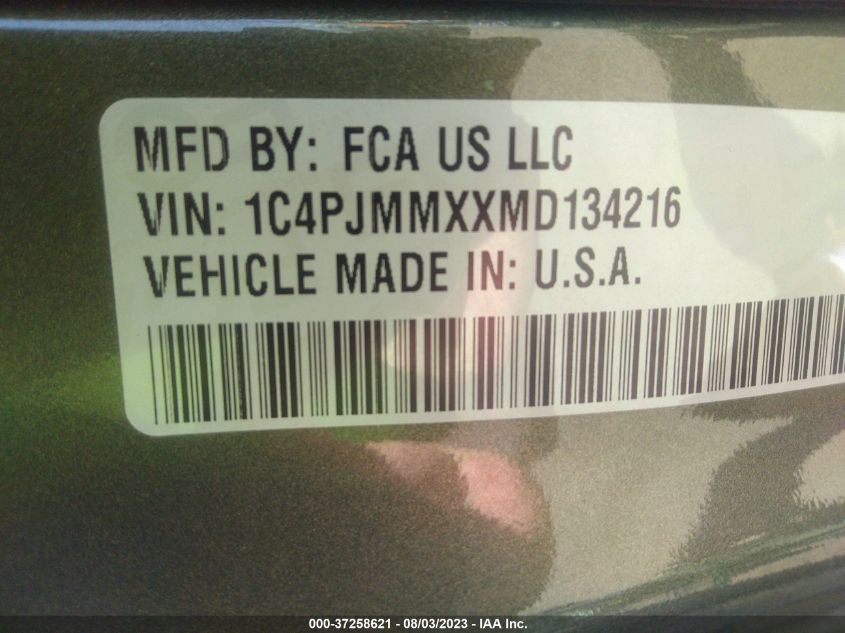 MFD BY: FCA US LLC
VIN: 1C4PJMMXXMD134216
VEHICLE MADE IN: U.S.A.
000-37258621 - 08/03/2023 - IAA Inc.